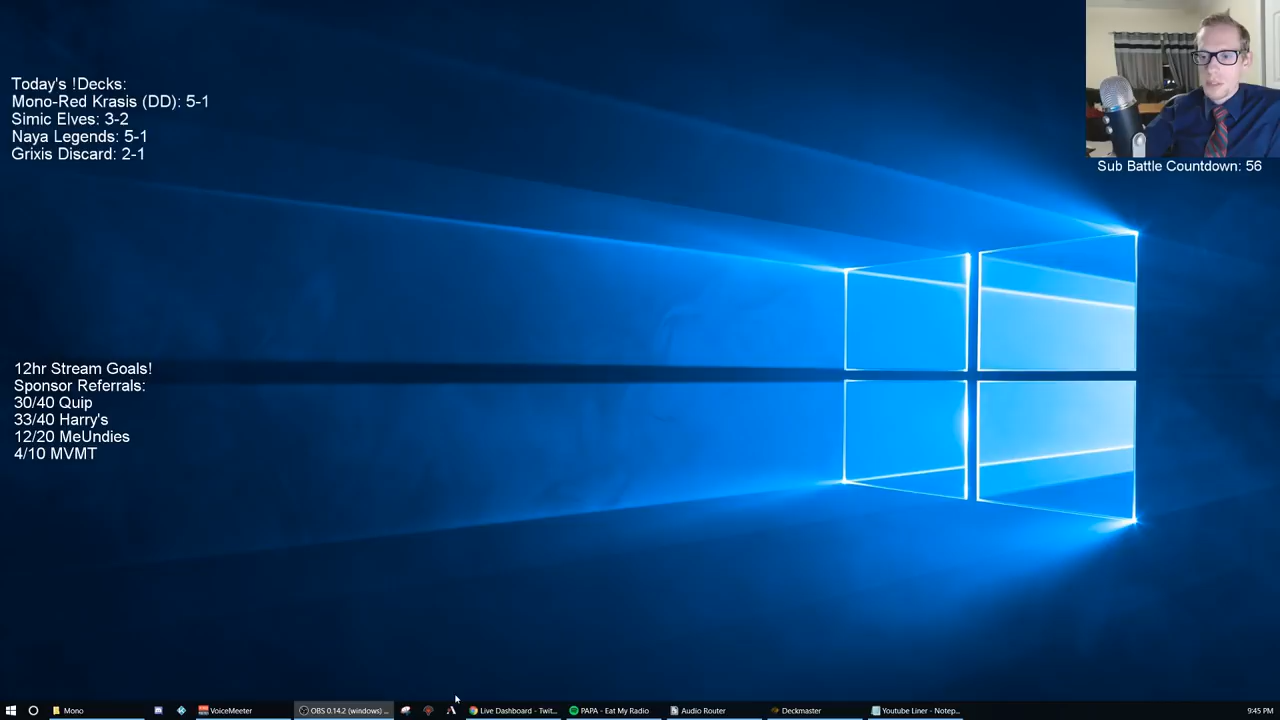 Today's !Decks:
Mono-Red Krasis (DD): 5-1
Simic Elves: 3-2
Naya Legends: 5-1
Grixis Discard: 2-1
Sub Battle Countdown: 56
12hr Stream Goals!
Sponsor Referrals:
30/40 Quip
33/40 Harry's
12/20 MeUndies
4/10 MVMT
Mono
VoiceMeeter
OBS 0.14.2 (windows) ...
Live Dashboard - Twit...
PAPA - Eat My Radio
Audio Router
Deckmaster
Youtube Liner - Notep...
9:45 PM